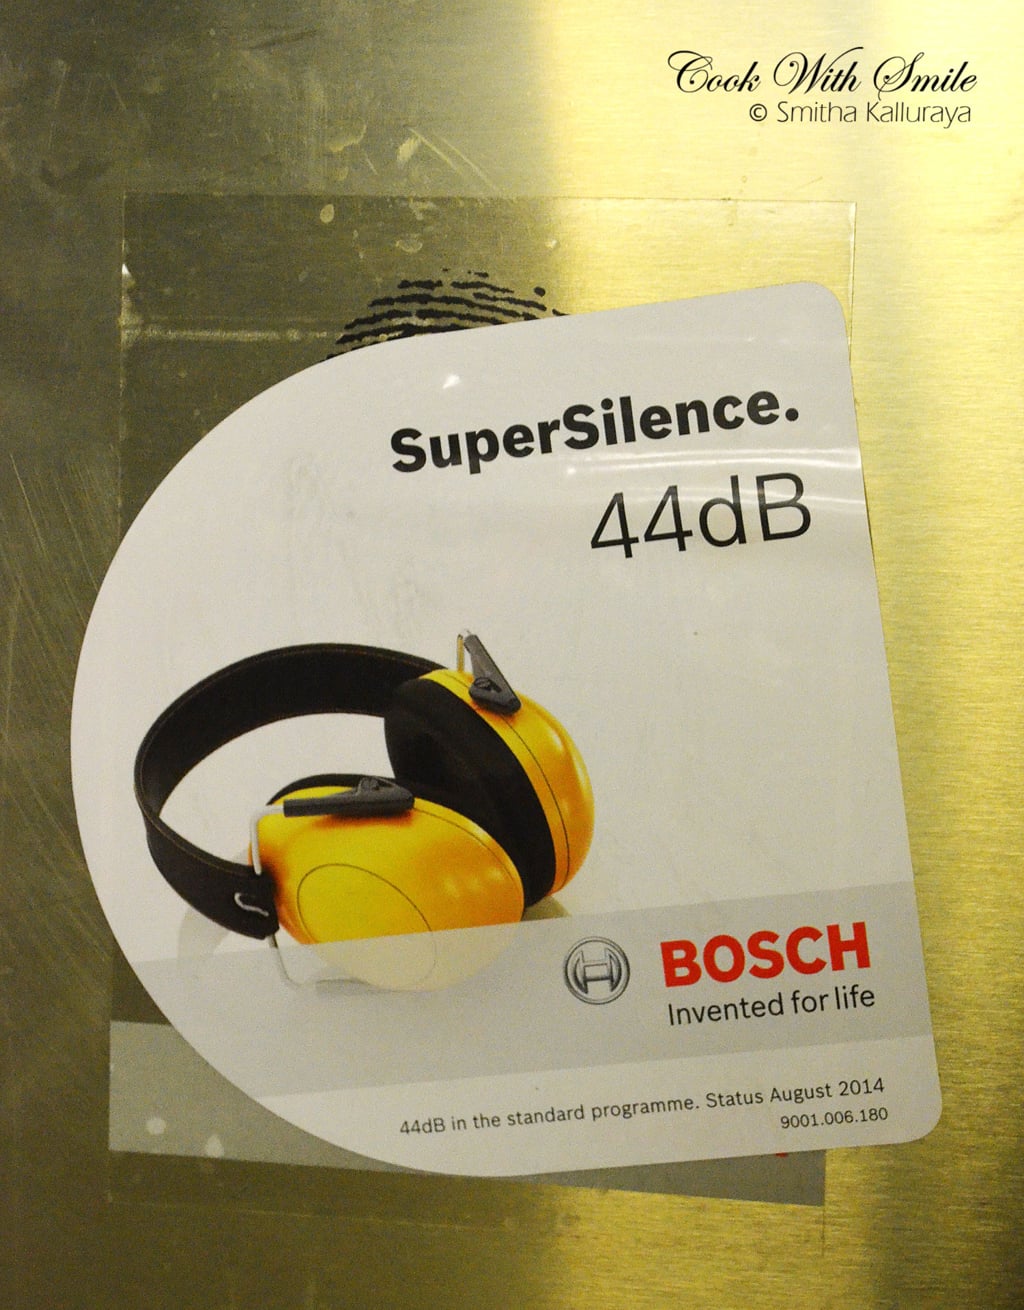 Cook With Smile
© Smitha Kalluraya
SuperSilence.
44dB
BOSCH
Invented for life
44dB in the standard programme. Status August 2014
9001.006.180